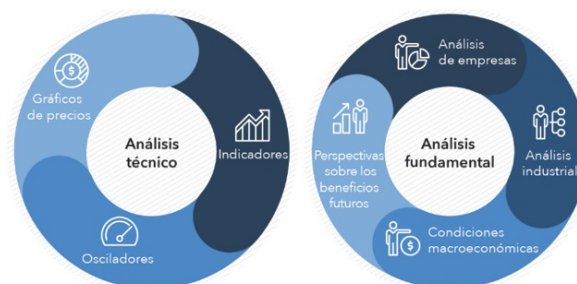 Gráficos
de precios
Análisis
técnico
Indicadores
Osciladores
Análisis
de empresas
Perspectivas
sobre los
beneficios
futuros
Análisis
fundamental
Análisis
industrial
Condiciones
macroeconómicas